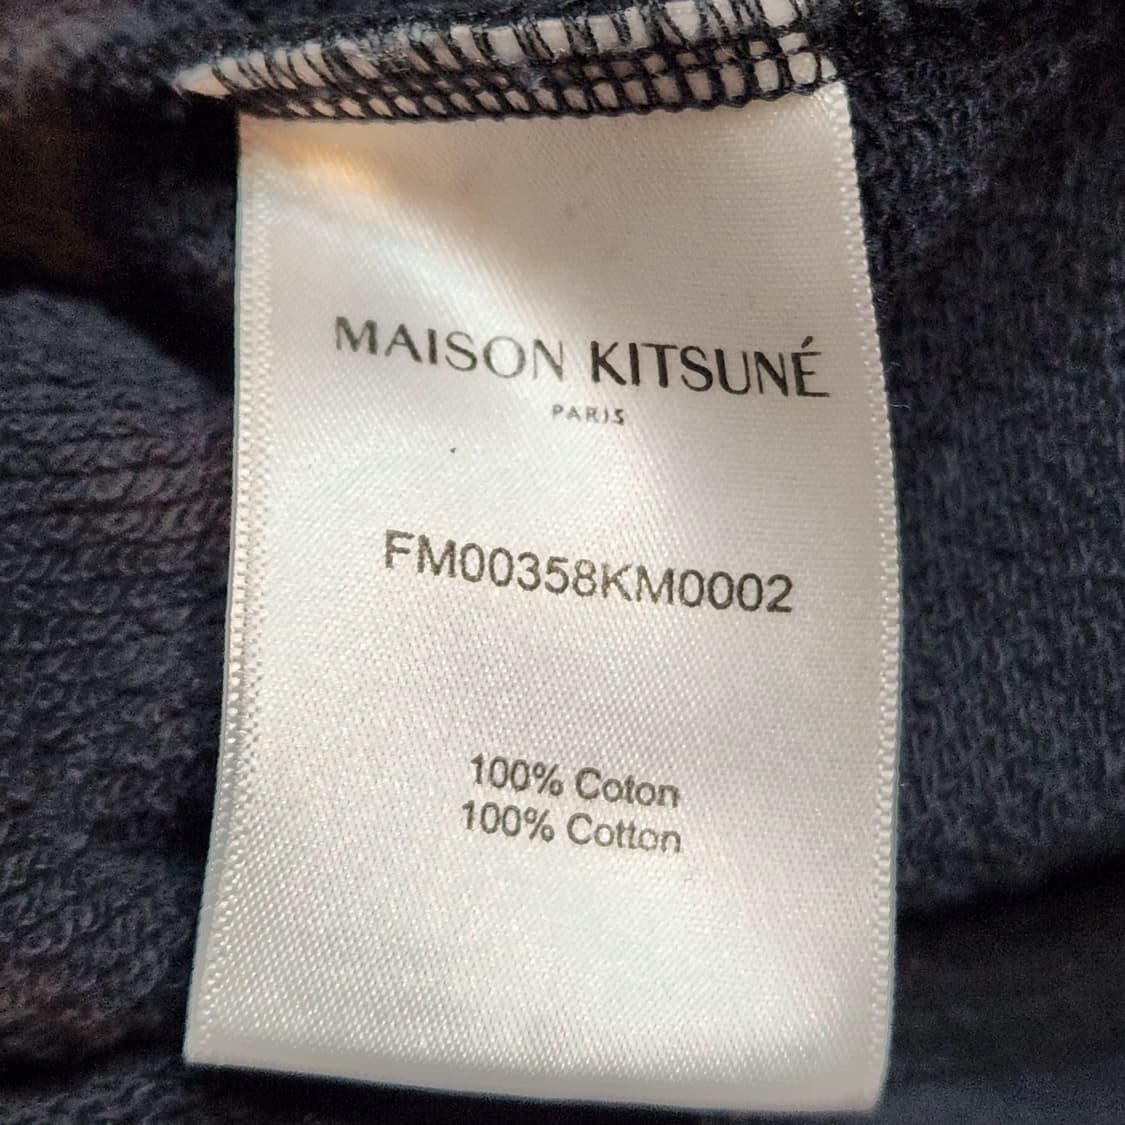 MAISON KITSUNÉ
PARIS
FM00358KM0002
100% Coton
100% Cotton